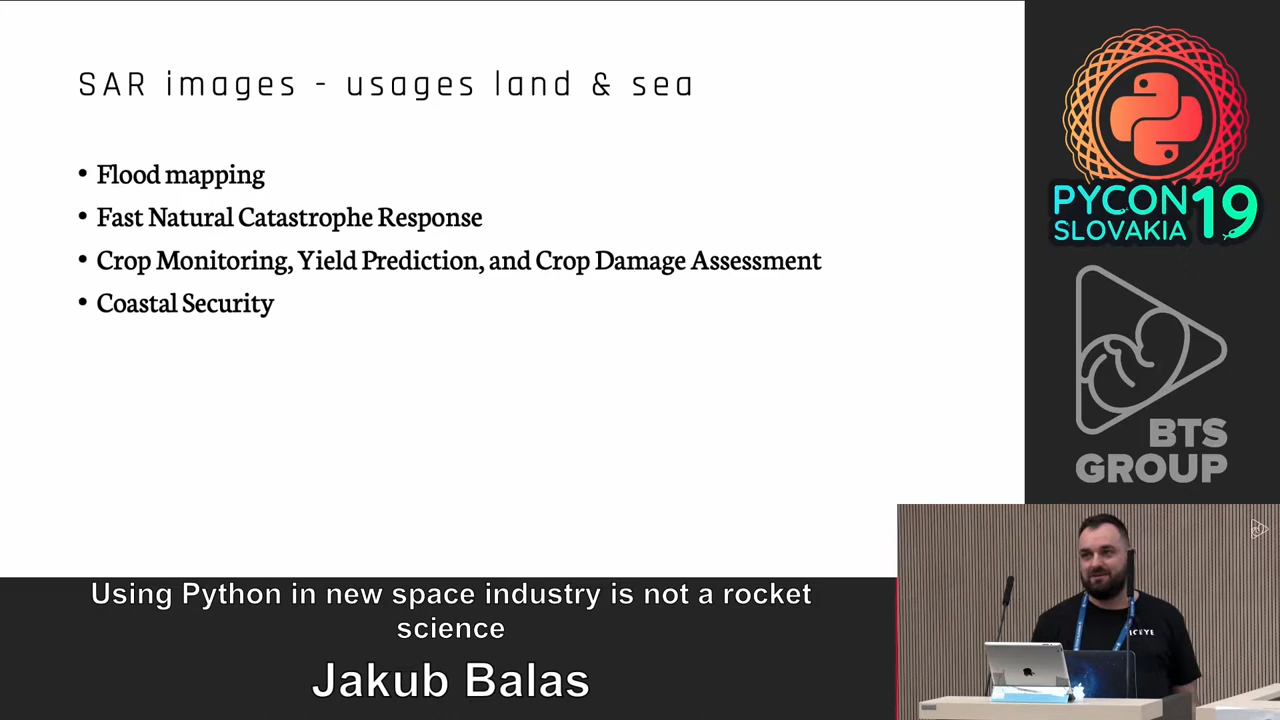 SAR images - usages land & sea
• Flood mapping
• Fast Natural Catastrophe Response
• Crop Monitoring, Yield Prediction, and Crop Damage Assessment
• Coastal Security
PYCON
SLOVAKIA
19
BTS
GROUP
ICEYE
Using Python in new space industry is not a rocket
science
Jakub Balas